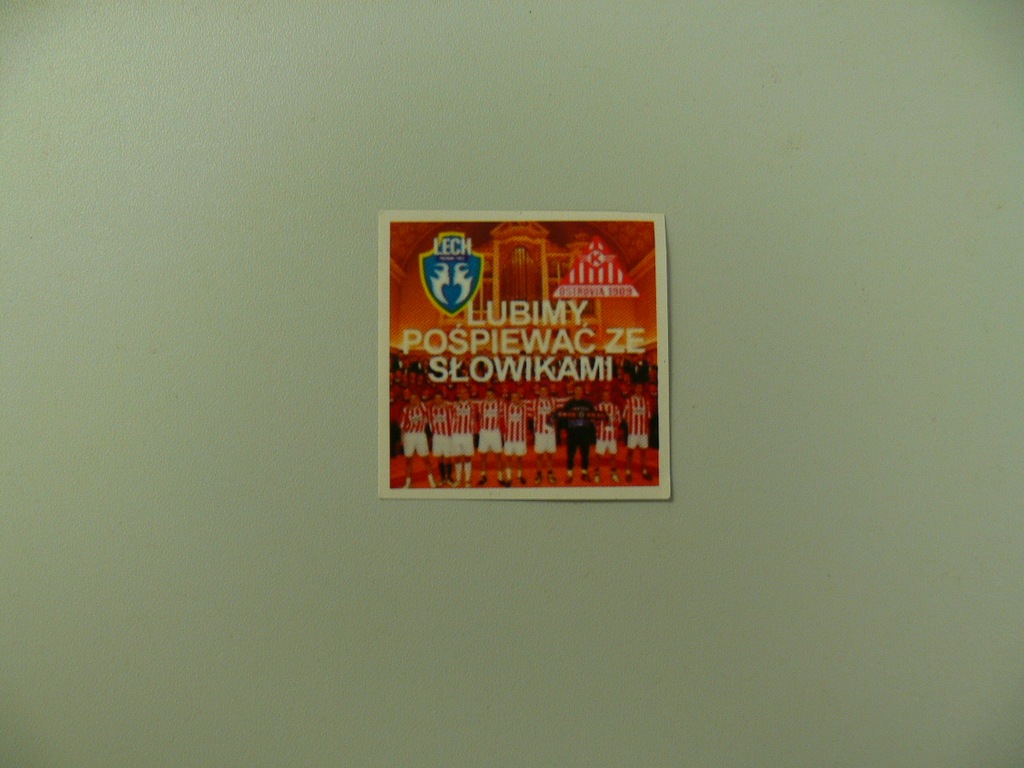 LECH
K
OSTROVIA 1909
LUBIMY
POŚPIEWAĆ ZE
SŁOWIKAMI